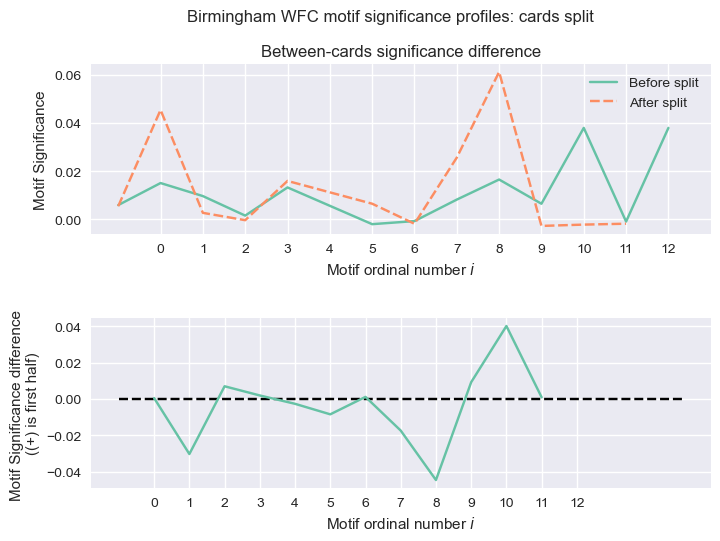 Birmingham WFC motif significance profiles: cards split
Between-cards significance difference
Motif Significance
0.06
0.04
0.02
0.00
Before split
After split
0 1 2 3 4 5 6 7 8 9 10 11 12
Motif ordinal number i
Motif Significance difference
((+) is first half)
0.04
0.02
0.00
−0.02
−0.04
0 1 2 3 4 5 6 7 8 9 10 11 12
Motif ordinal number i